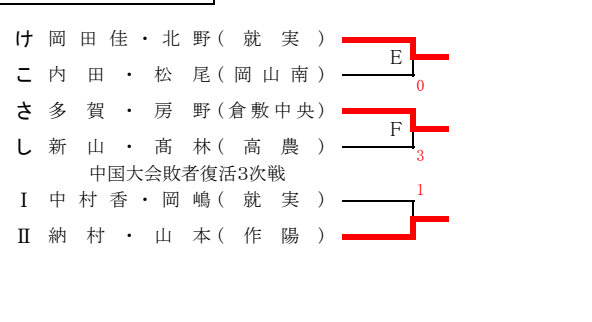 け 岡田佳・北野(就実)
E
こ 内田・松尾(岡山南)
0
さ 多賀・房野(倉敷中央)
F
し 新山・髙林(高農)
3
中国大会敗者復活3次戦
1
Ⅰ 中村香・岡嶋(就実)
Ⅱ 納村・山本(作陽)